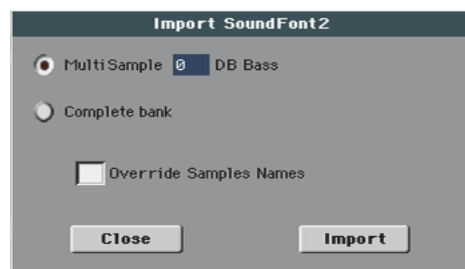 Import SoundFont2
MultiSample 0 DB Bass
Complete bank
Override Samples Names
Close Import